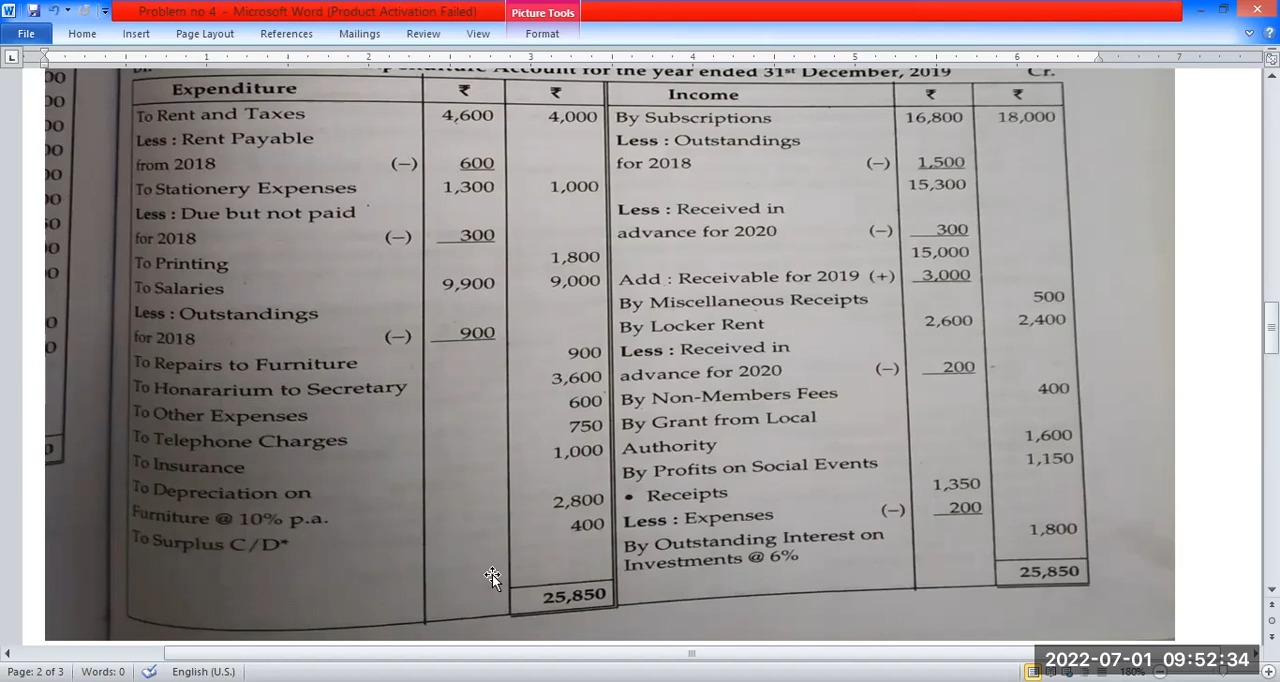 Problem no 4 - Microsoft Word (Product Activation Failed)
Picture Tools
File Home Insert Page Layout References Mailings Review View Format
1 2 3 4 5 6 7
Account for the year ended 31st December, 2019 Cr.
Expenditure ₹ ₹ Income ₹ ₹
To Rent and Taxes 4,600 4,000 By Subscriptions 16,800 18,000
Less : Rent Payable Less : Outstandings
from 2018 (–) 600 for 2018 (–) 1,500
To Stationery Expenses 1,300 1,000 15,300
Less : Due but not paid Less : Received in
for 2018 (–) 300 advance for 2020 (–) 300
To Printing 1,800 15,000
To Salaries 9,900 9,000 Add : Receivable for 2019 (+) 3,000
Less : Outstandings By Miscellaneous Receipts 500
for 2018 (–) 900 By Locker Rent 2,600 2,400
To Repairs to Furniture 900 Less : Received in
To Honararium to Secretary 3,600 advance for 2020 (–) 200
To Other Expenses 600 By Non-Members Fees 400
To Telephone Charges 750 By Grant from Local
To Insurance 1,000 Authority 1,600
To Depreciation on By Profits on Social Events 1,150
Furniture @ 10% p.a. 2,800 • Receipts 1,350
To Surplus C/D* 400 Less : Expenses (–) 200
By Outstanding Interest on 1,800
Investments @ 6%
25,850 25,850
Page: 2 of 3 Words: 0 English (U.S.) 180%
2022-07-01 09:52:34